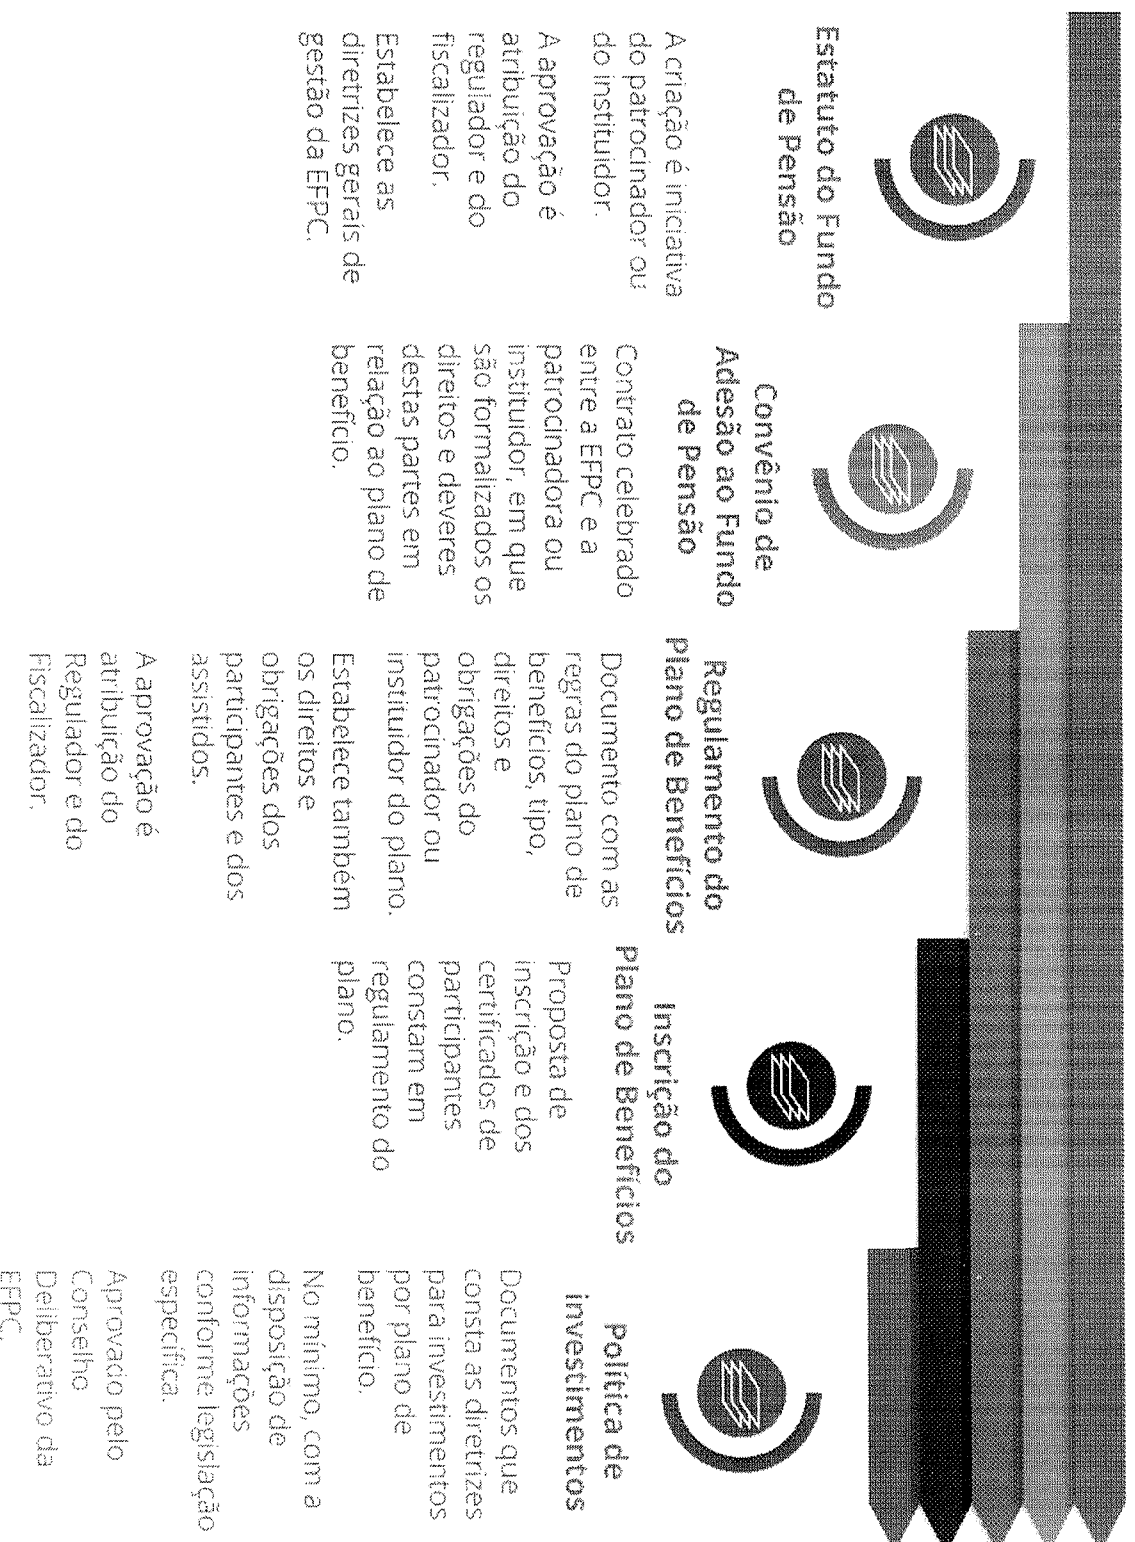 Estatuto do Fundo
de Pensão
A criação é iniciativa
do patrocinador ou
do instituidor.
A aprovação é
atribuição do
regulador e do
fiscalizador.
Estabelece as
diretrizes gerais de
gestão da EFPC.
Convênio de
Adesão ao Fundo
de Pensão
Contrato celebrado
entre a EFPC e a
patrocinadora ou
instituidor, em que
são formalizados os
direitos e deveres
destas partes em
relação ao plano de
benefício.
Regulamento do
Plano de Benefícios
Documento com as
regras do plano de
benefícios, tipo,
direitos e
obrigações do
patrocinador ou
instituidor do plano.
Estabelece também
os direitos e
obrigações dos
participantes e dos
assistidos.
A aprovação é
atribuição do
Regulador e do
Fiscalizador.
Inscrição do
Plano de Benefícios
Proposta de
inscrição e dos
certificados de
participantes
constam em
regulamento do
plano.
Política de
investimentos
Documentos que
consta as diretrizes
para investimentos
por plano de
benefício.
No mínimo, com a
disposição de
informações
conforme legislação
específica.
Aprovacio pelo
Conselho
Deliberativo da
EFPC.